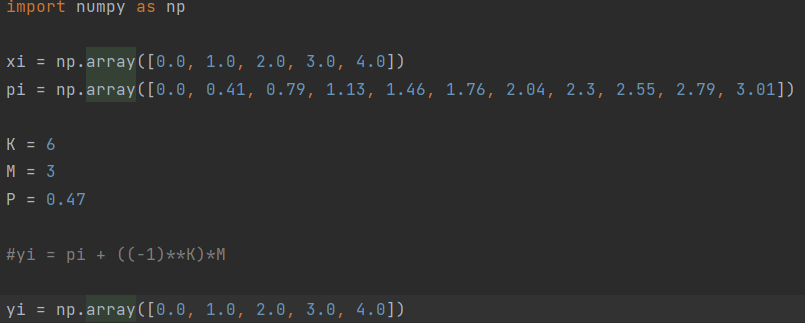 import numpy as np
xi = np.array([0.0, 1.0, 2.0, 3.0, 4.0])
pi = np.array([0.0, 0.41, 0.79, 1.13, 1.46, 1.76, 2.04, 2.3, 2.55, 2.79, 3.01])
K = 6
M = 3
P = 0.47
#yi = pi + ((-1)**K)*M
yi = np.array([0.0, 1.0, 2.0, 3.0, 4.0])